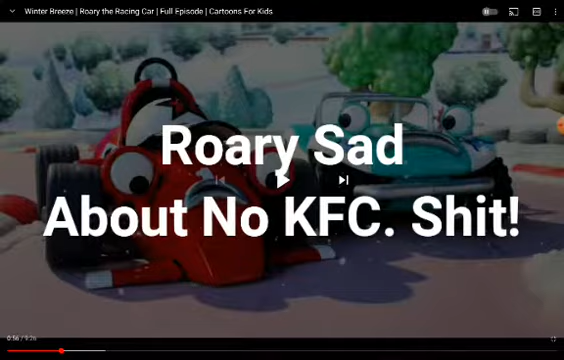 Winter Breeze | Roary the Racing Car | Full Episode | Cartoons For Kids
Roary Sad
About No KFC. Shit!
0:56 / 9:26